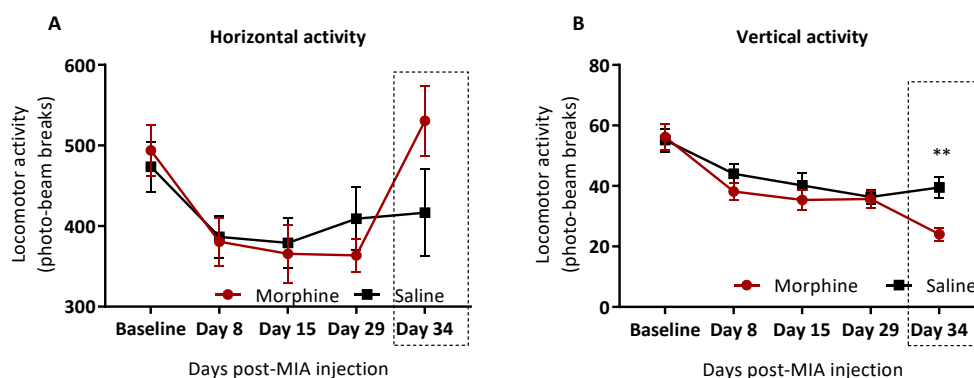 A
Horizontal activity
Locomotor activity
(photo-beam breaks)
600
500
400
300
Morphine
Saline
Baseline Day 8 Day 15 Day 29 Day 34
Days post-MIA injection
B
Vertical activity
Locomotor activity
(photo-beam breaks)
80
60
40
20
0
**
Morphine
Saline
Baseline Day 8 Day 15 Day 29 Day 34
Days post-MIA injection